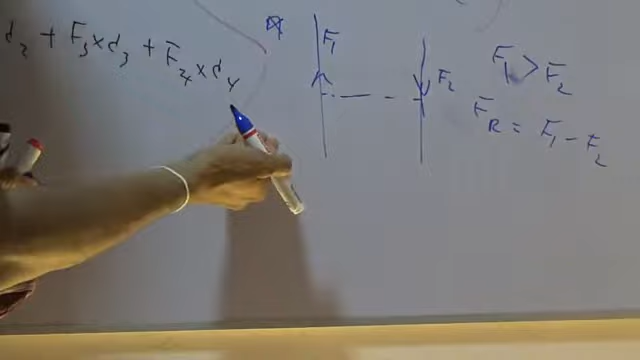 d₂ + F₃×d₃ + F₄×d₄
F₁
F₂
F₁ > F₂
F_R = F₁ - F₂